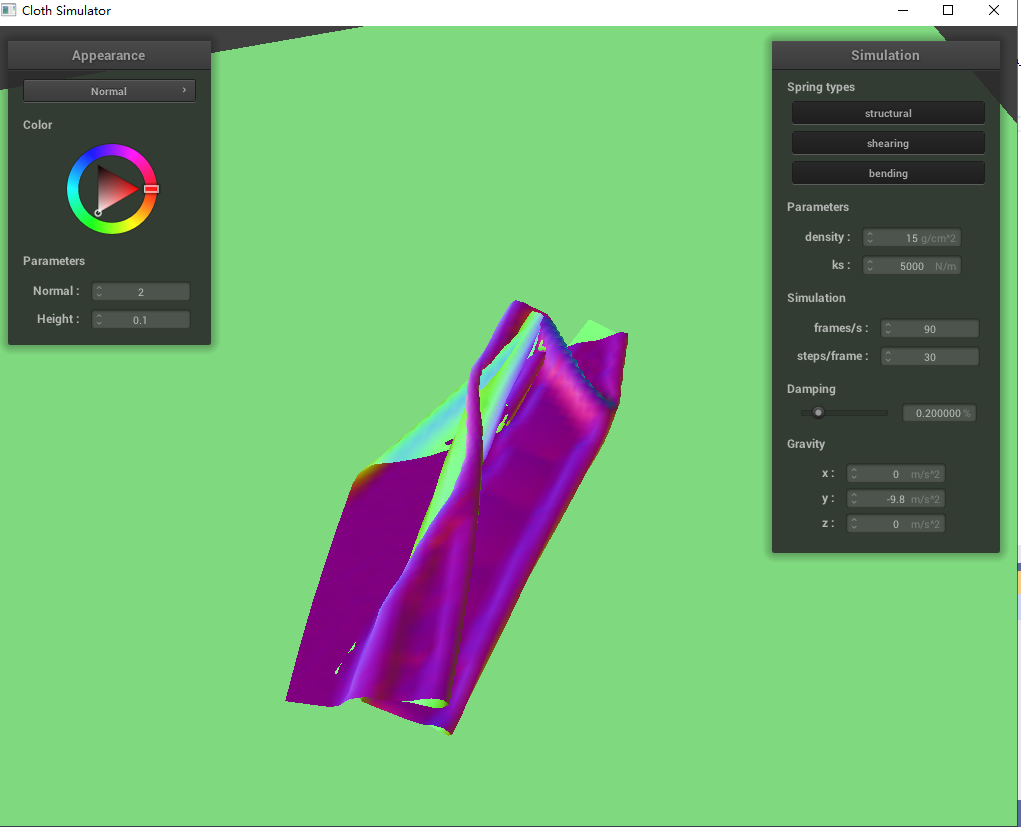 Cloth Simulator
Appearance
Normal
Color
Parameters
Normal : 2
Height : 0.1
Simulation
Spring types
structural
shearing
bending
Parameters
density : 15 g/cm^2
ks : 5000 N/m
Simulation
frames/s : 90
steps/frame : 30
Damping
0.200000 %
Gravity
x : 0 m/s^2
y : -9.8 m/s^2
z : 0 m/s^2